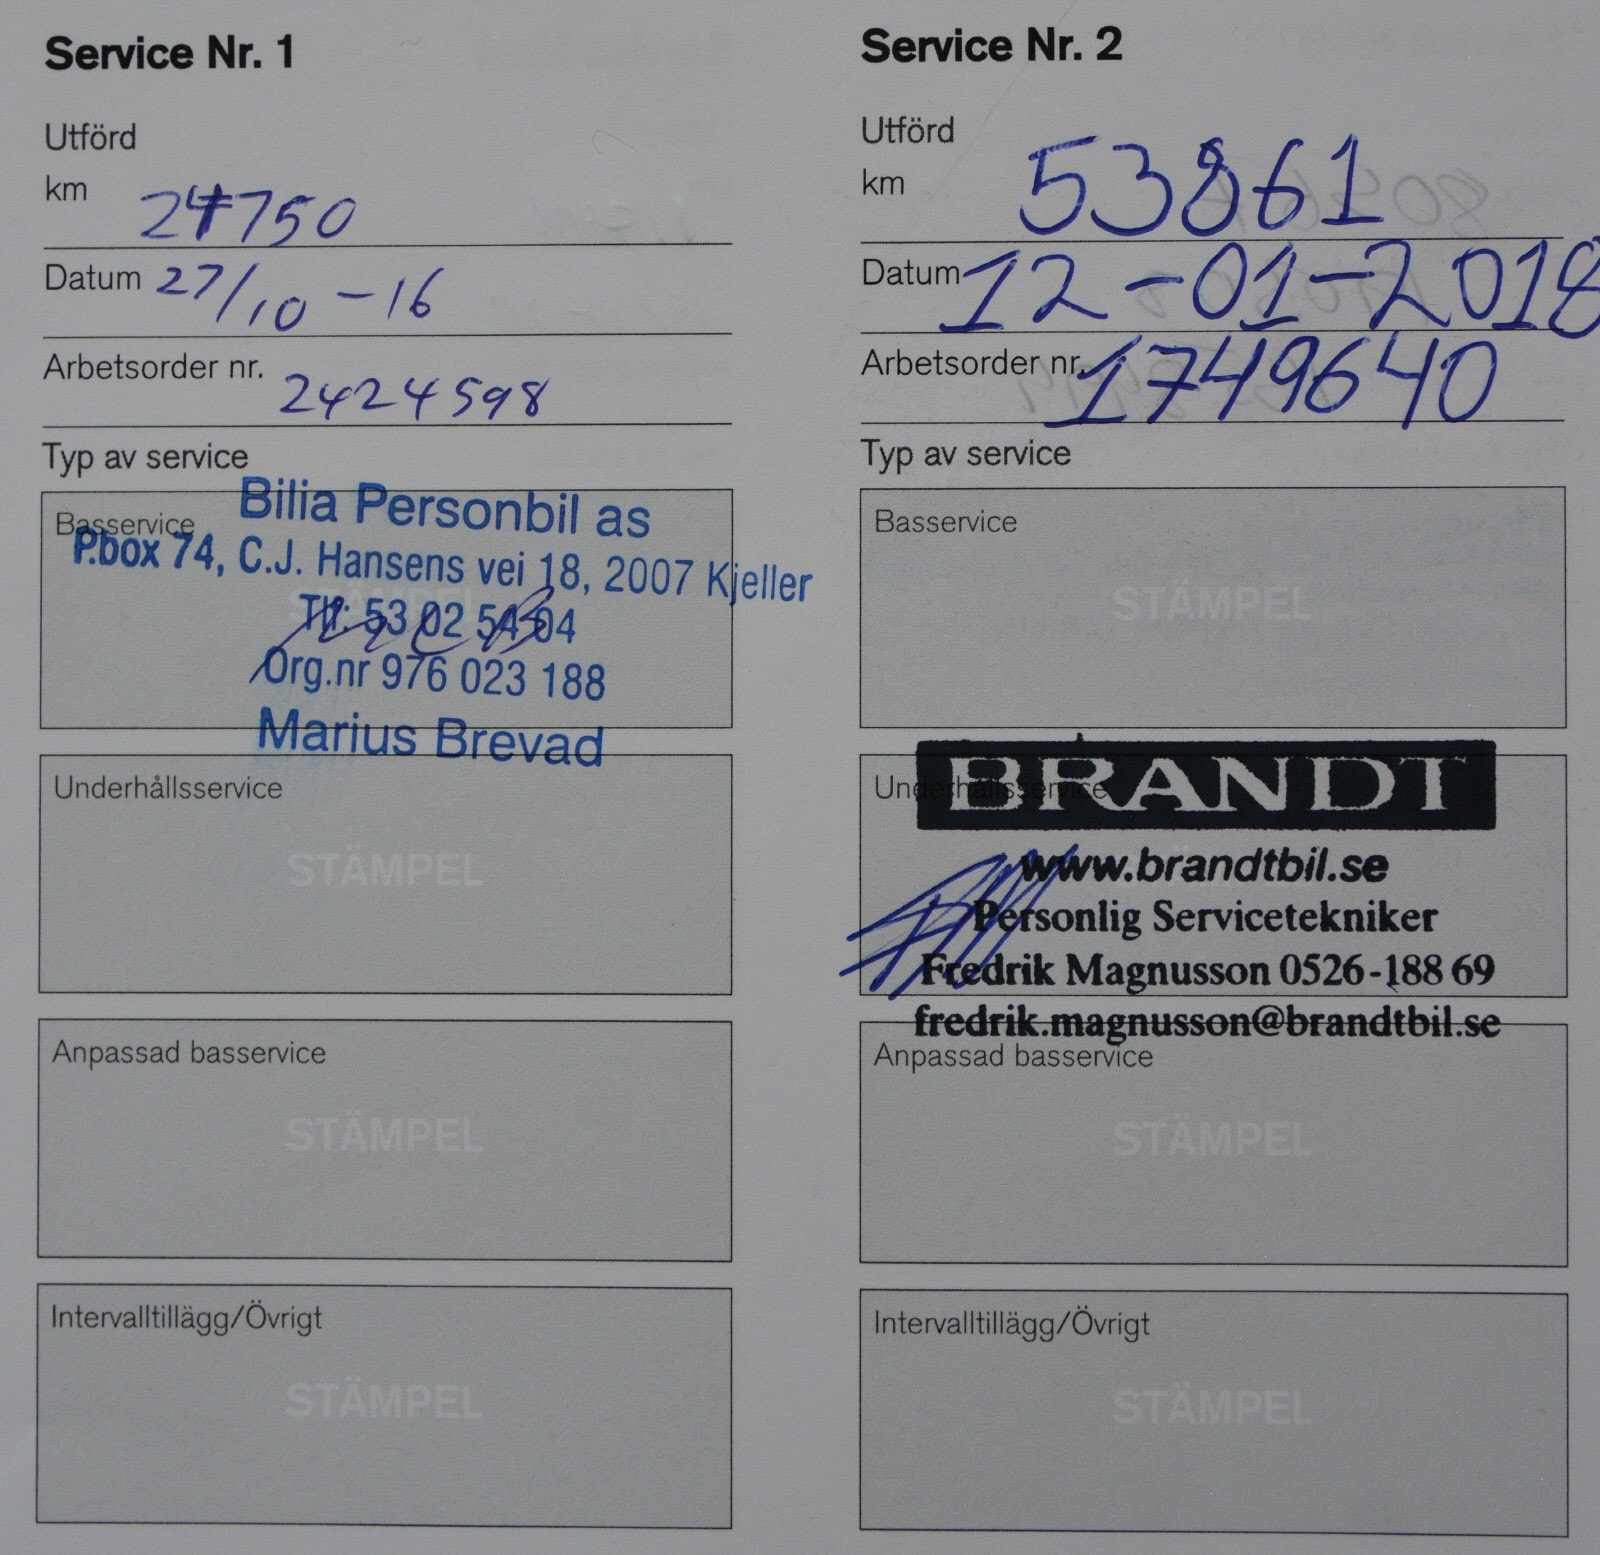 Service Nr. 1
Utförd
km 24750
Datum 27/10 - 16
Arbetsorder nr. 2424598
Typ av service
Basservice
STÄMPEL
Bilia Personbil as
P.box 74, C.J. Hansens vei 18, 2007 Kjeller
Tlf: 53 02 54 04
Org.nr 976 023 188
Marius Brevad
Underhållsservice
STÄMPEL
Anpassad basservice
STÄMPEL
Intervalltillägg/Övrigt
STÄMPEL
Service Nr. 2
Utförd
km 53861
Datum 12-01-2018
Arbetsorder nr. 1749640
Typ av service
Basservice
STÄMPEL
Underhållsservice
BRANDT
www.brandtbil.se
Personlig Servicetekniker
Fredrik Magnusson 0526-188 69
fredrik.magnusson@brandtbil.se
Anpassad basservice
STÄMPEL
Intervalltillägg/Övrigt
STÄMPEL